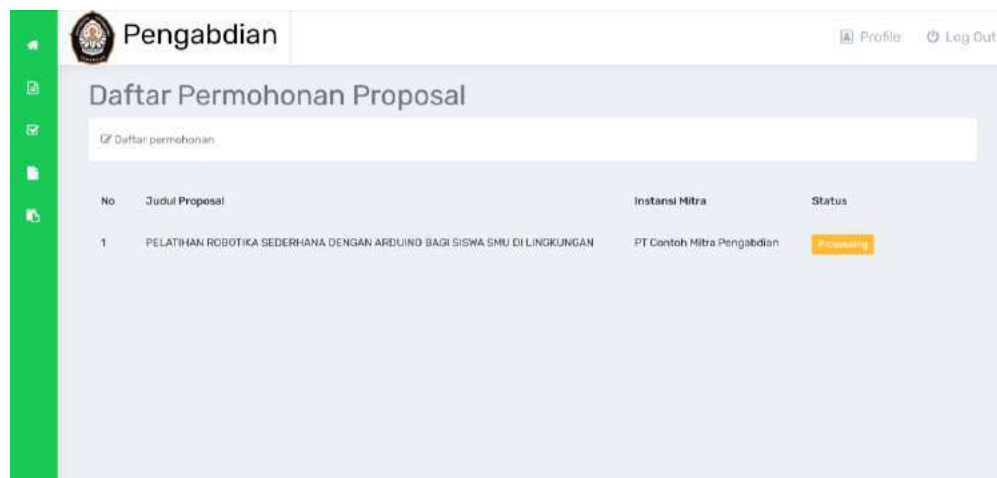 Pengabdian
Profile
Log Out
Daftar Permohonan Proposal
Daftar permohonan
No Judul Proposal Instansi Mitra Status
1 PELATIHAN ROBOTIKA SEDERHANA DENGAN ARDUINO BAGI SISWA SMU DI LINGKUNGAN PT Contoh Mitra Pengabdian Processing